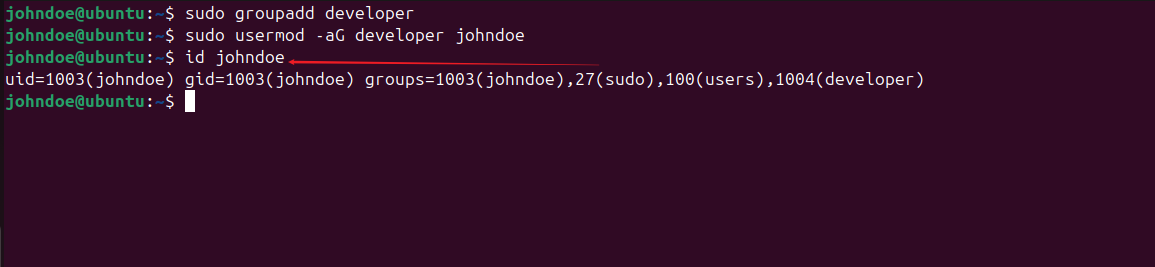 johndoe@ubuntu:~$ sudo groupadd developer
johndoe@ubuntu:~$ sudo usermod -aG developer johndoe
johndoe@ubuntu:~$ id johndoe
uid=1003(johndoe) gid=1003(johndoe) groups=1003(johndoe),27(sudo),100(users),1004(developer)
johndoe@ubuntu:~$